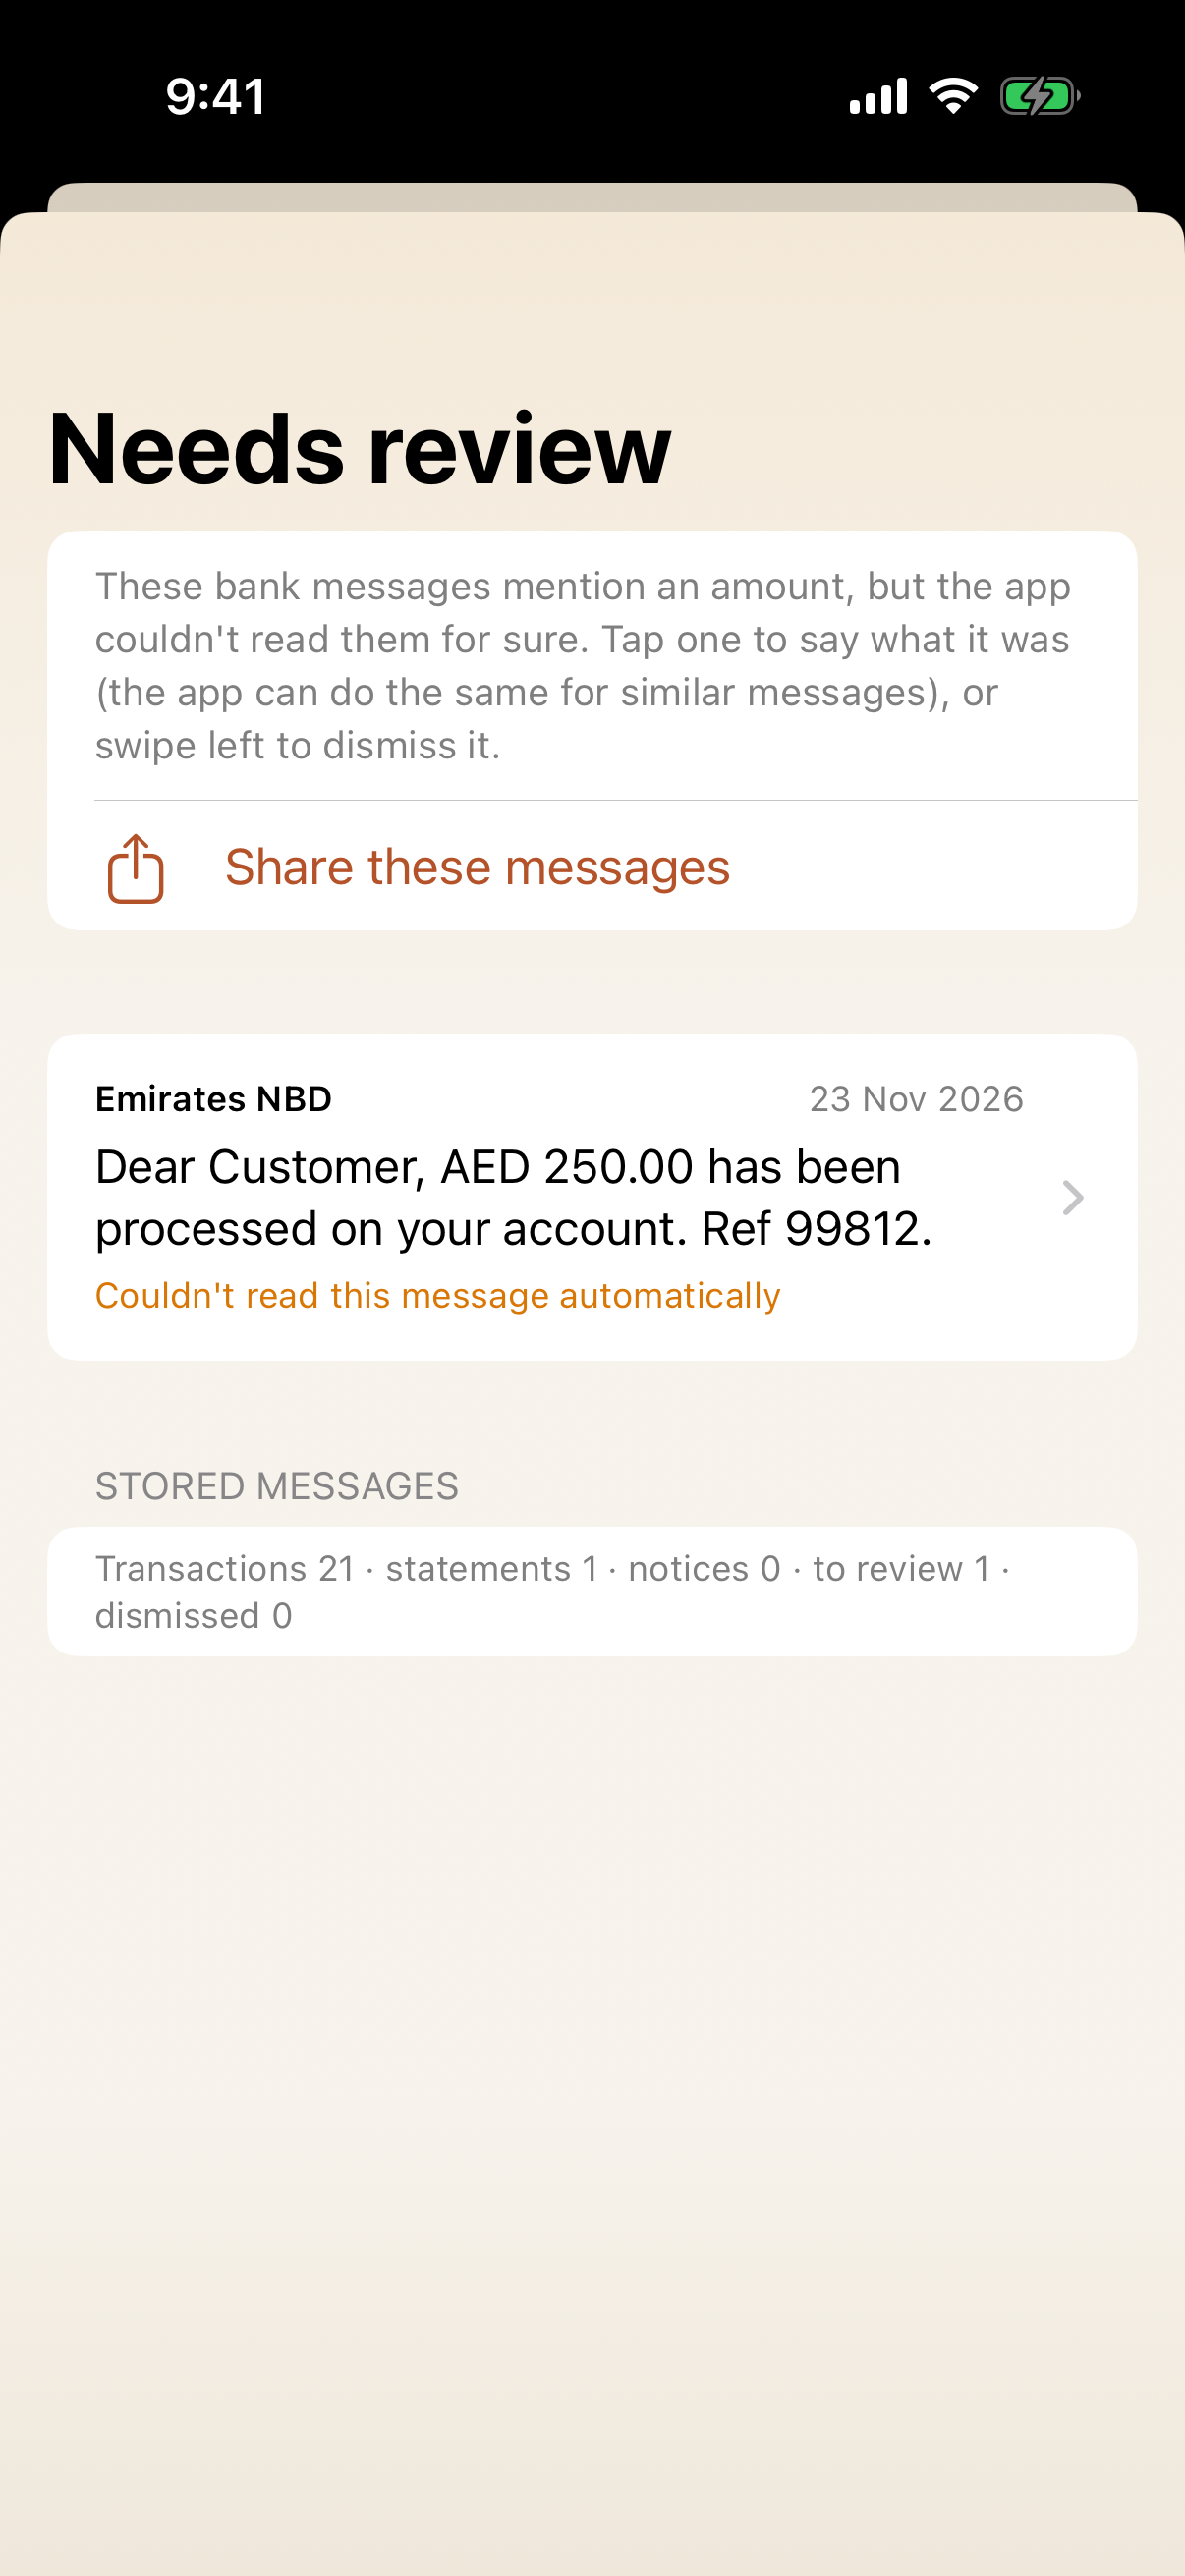 9:41
Needs review
These bank messages mention an amount, but the app
couldn't read them for sure. Tap one to say what it was
(the app can do the same for similar messages), or
swipe left to dismiss it.
Share these messages
Emirates NBD
23 Nov 2026
Dear Customer, AED 250.00 has been
processed on your account. Ref 99812.
Couldn't read this message automatically
STORED MESSAGES
Transactions 21 · statements 1 · notices 0 · to review 1 ·
dismissed 0